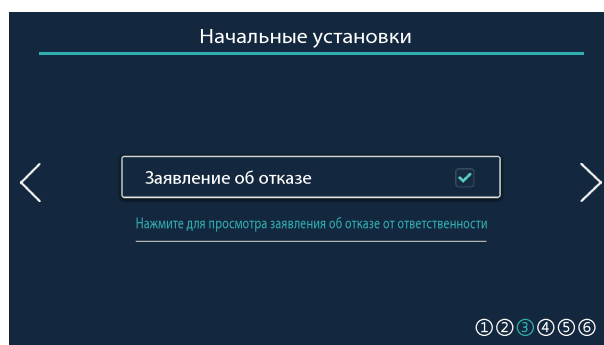 Начальные установки
Заявление об отказе
Нажмите для просмотра заявления об отказе от ответственности
①②③④⑤⑥